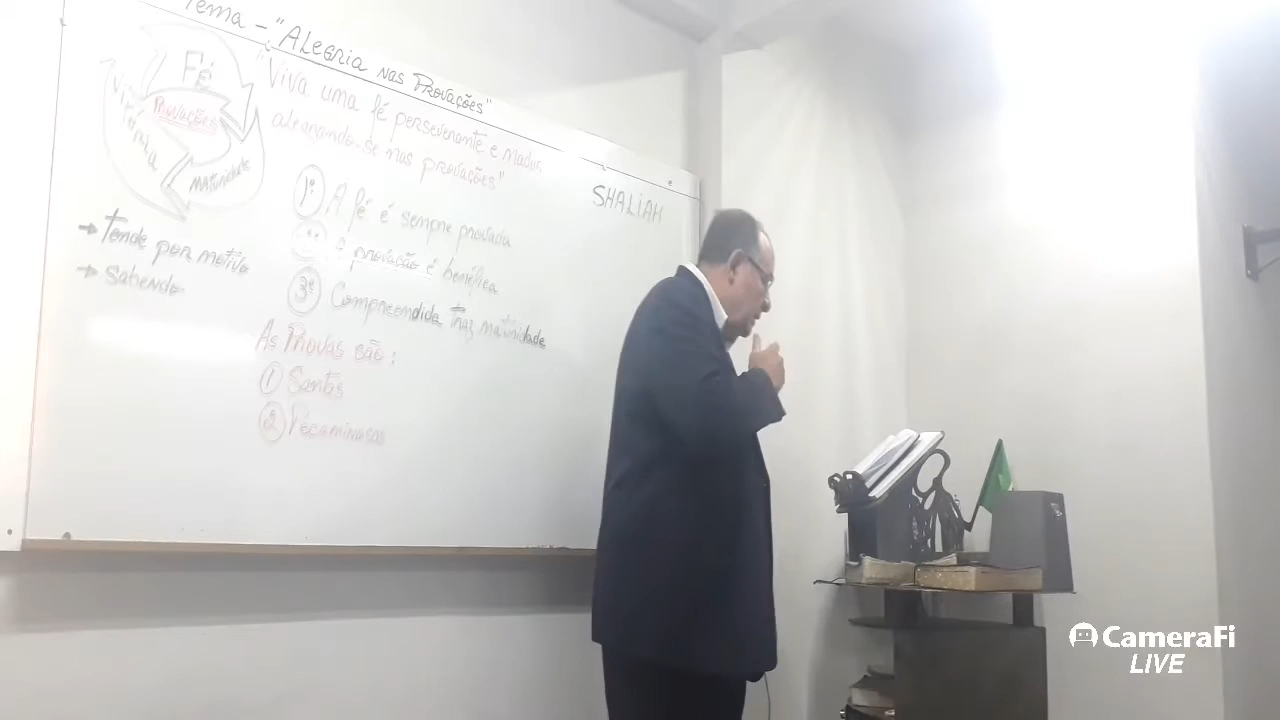 Tema - "Alegria nas Provações"
Fé
Provações
Vitória
Maturidade
"Viva uma fé perseverante e madura
alegrando-se nas provações"
SHALIAH
1º A fé é sempre provada
A provação é benéfica
3º Compreendida traz maturidade
→ Tende por motivo
→ Sabendo
As Provas são:
1 Santas
2 Pecaminosas
CameraFi
LIVE